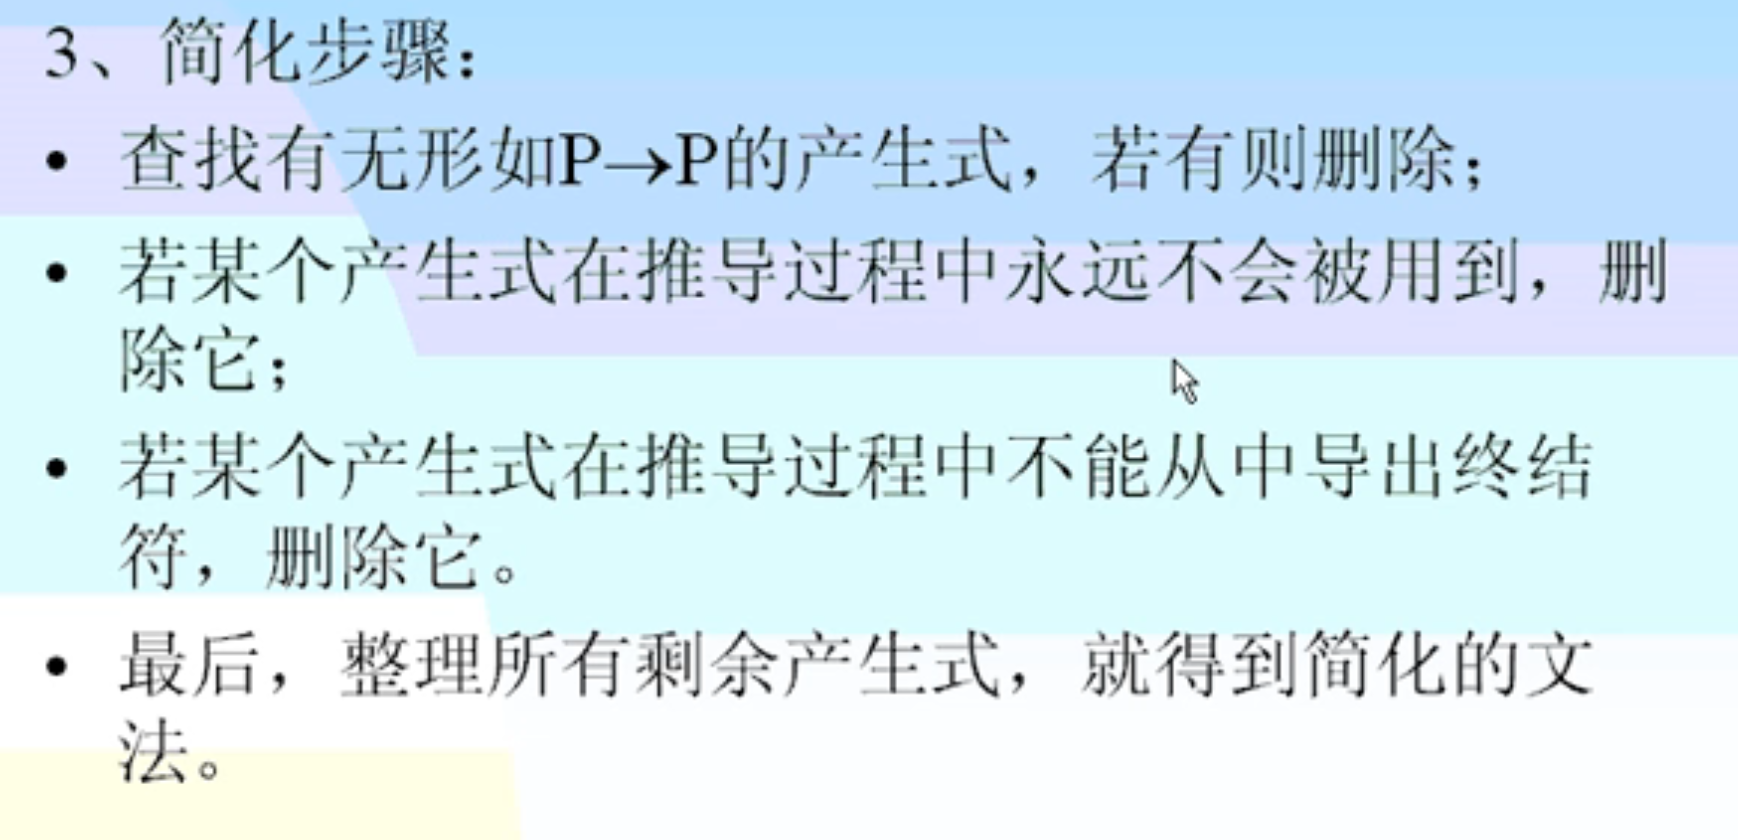 3、简化步骤：
• 查找有无形如P→P的产生式，若有则删除；
• 若某个产生式在推导过程中永远不会被用到，删
除它；
• 若某个产生式在推导过程中不能从中导出终结
符，删除它。
• 最后，整理所有剩余产生式，就得到简化的文
法。